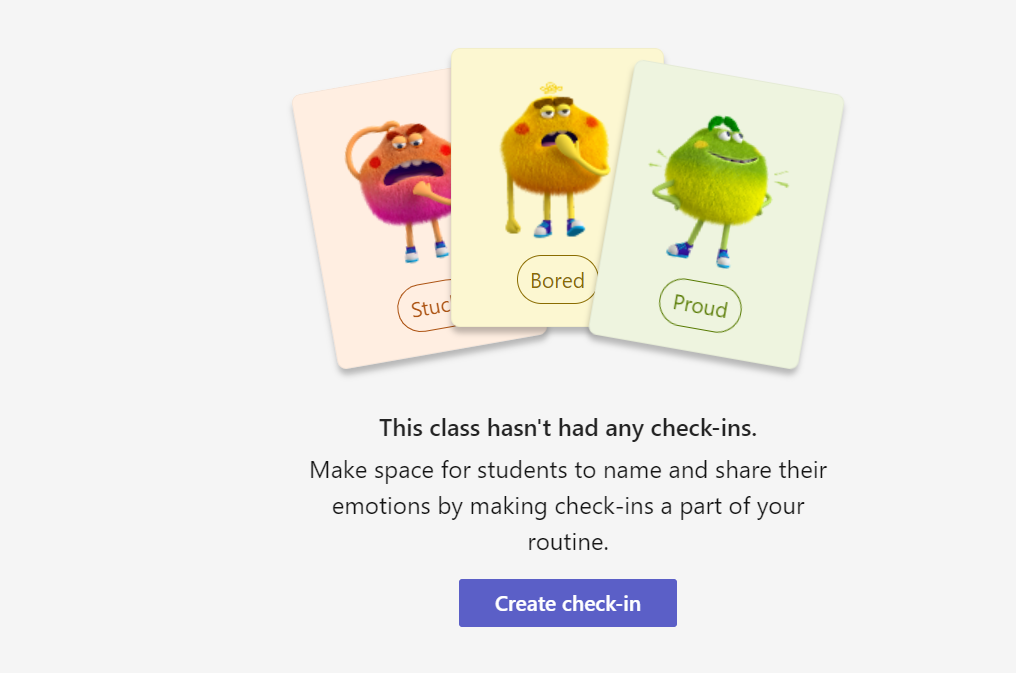 Bored
Proud
This class hasn't had any check-ins.
Make space for students to name and share their
emotions by making check-ins a part of your
routine.
Create check-in